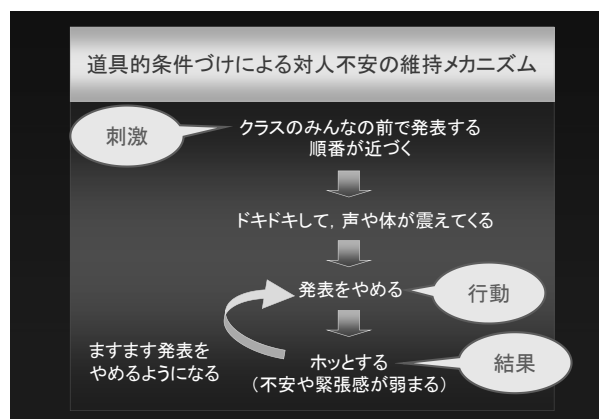 道具的条件づけによる対人不安の維持メカニズム
刺激
クラスのみんなの前で発表する
順番が近づく
ドキドキして，声や体が震えてくる
発表をやめる
行動
ますます発表を
やめるようになる
ホッとする
（不安や緊張感が弱まる）
結果